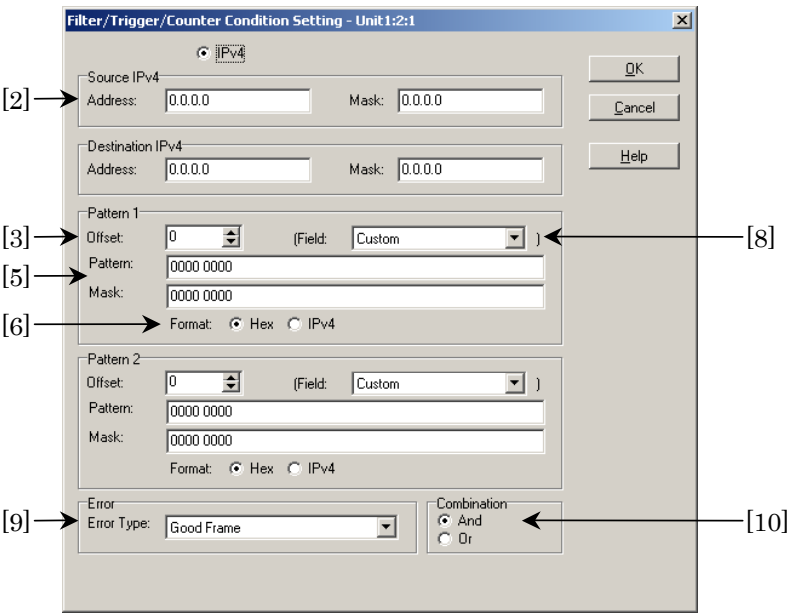 Filter/Trigger/Counter Condition Setting - Unit1:2:1
IPv4
OK
Cancel
Help
Source IPv4
[2] Address: 0.0.0.0 Mask: 0.0.0.0
Destination IPv4
Address: 0.0.0.0 Mask: 0.0.0.0
Pattern 1
[3] Offset: 0 (Field: Custom ) [8]
[5] Pattern: 0000 0000
Mask: 0000 0000
[6] Format: Hex IPv4
Pattern 2
Offset: 0 (Field: Custom )
Pattern: 0000 0000
Mask: 0000 0000
Format: Hex IPv4
Error
[9] Error Type: Good Frame
Combination
And [10]
Or